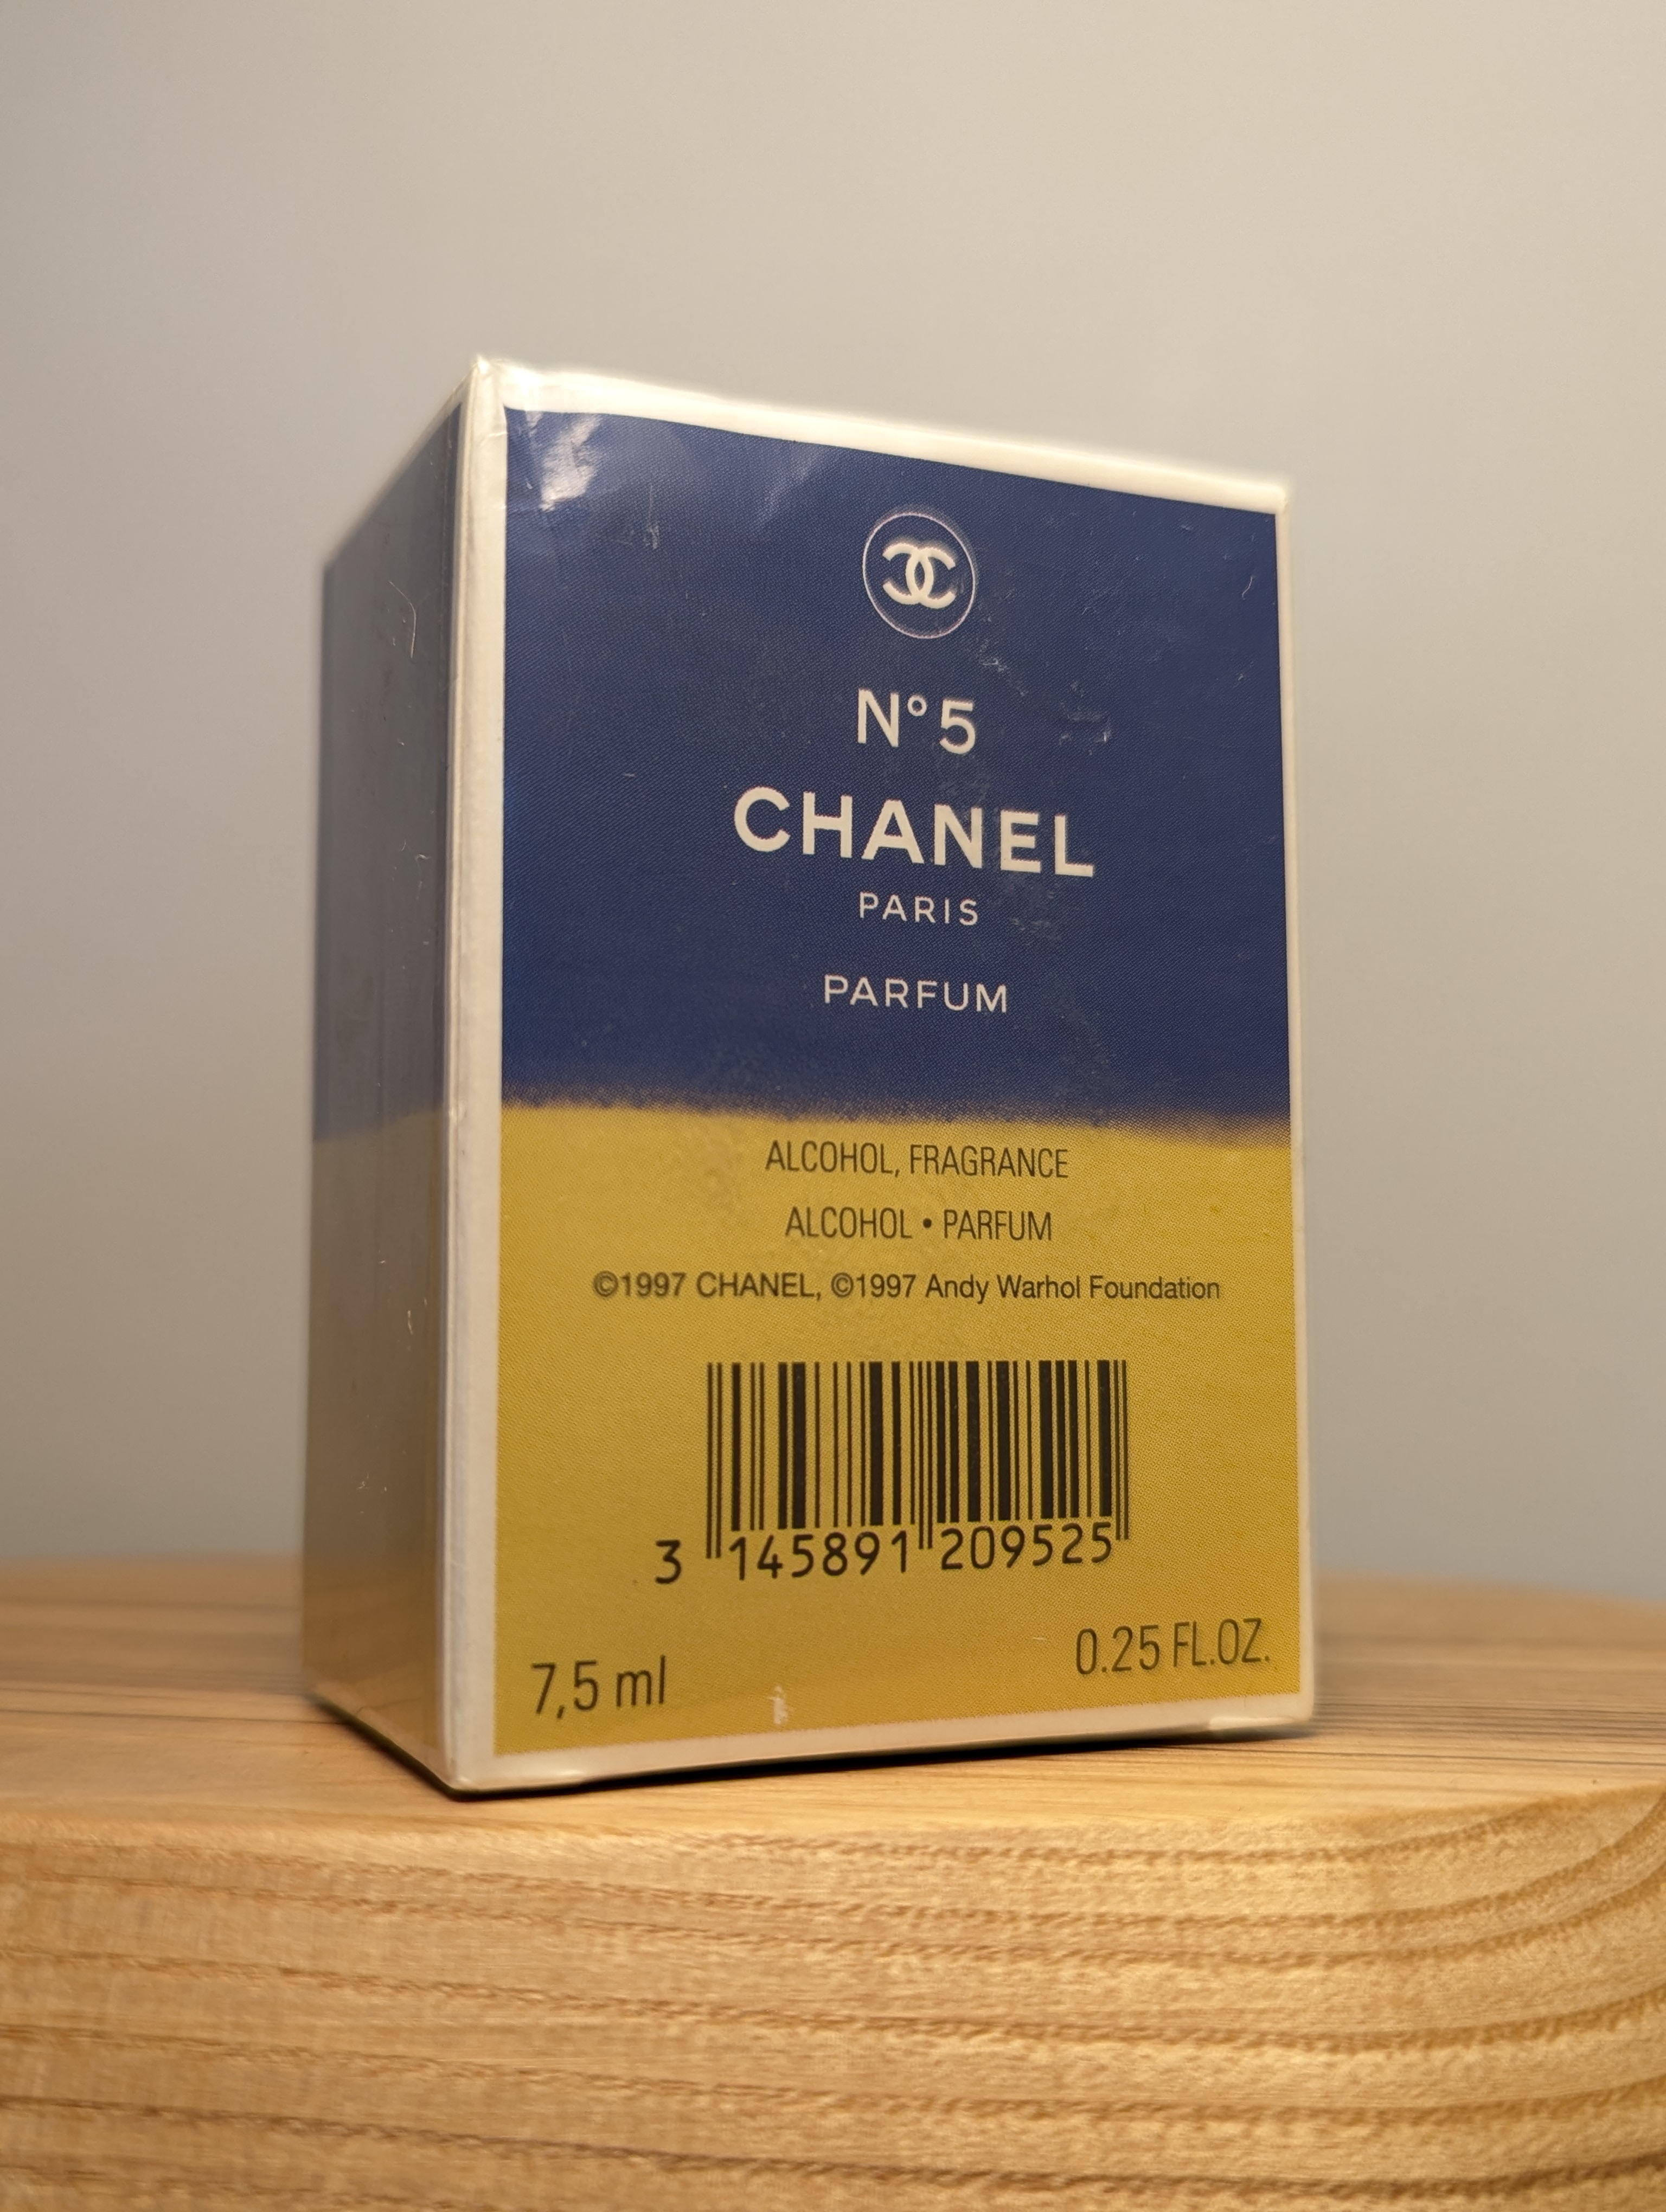 N°5
CHANEL
PARIS
PARFUM
ALCOHOL, FRAGRANCE
ALCOHOL • PARFUM
©1997 CHANEL, ©1997 Andy Warhol Foundation
3 145891 209525
7,5 ml 0.25 FL.OZ.